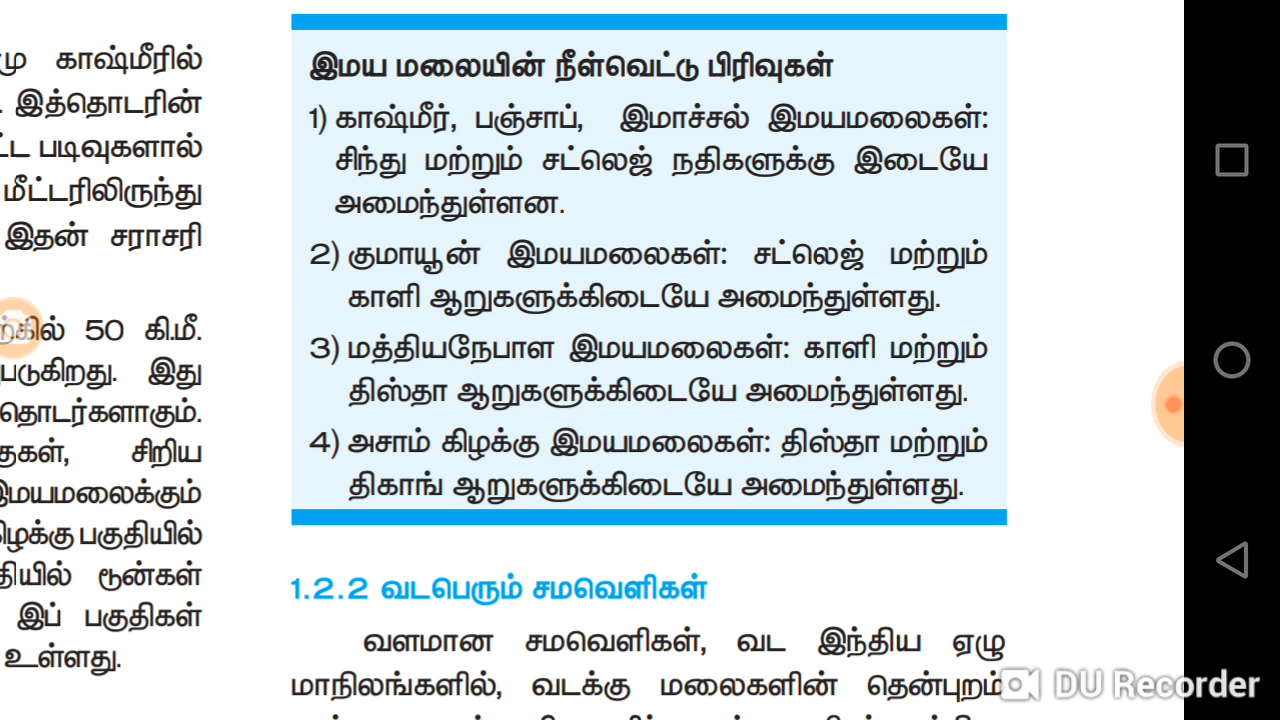 மு காஷ்மீரில்
. இத்தொடரின்
ட்ட படிவுகளால்
மீட்டரிலிருந்து
இதன் சராசரி
ற்கில் 50 கி.மீ.
படுகிறது. இது
தொடர்களாகும்.
சிறிய
இமயமலைக்கும்
கிழக்கு பகுதியில்
தியில் டூன்கள்
இப் பகுதிகள்
உள்ளது.
இமய மலையின் நீள்வெட்டு பிரிவுகள்
1) காஷ்மீர், பஞ்சாப், இமாச்சல் இமயமலைகள்:
சிந்து மற்றும் சட்லெஜ் நதிகளுக்கு இடையே
அமைந்துள்ளன.
2) குமாயூன் இமயமலைகள்: சட்லெஜ் மற்றும்
காளி ஆறுகளுக்கிடையே அமைந்துள்ளது.
3) மத்தியநேபாள இமயமலைகள்: காளி மற்றும்
திஸ்தா ஆறுகளுக்கிடையே அமைந்துள்ளது.
4) அசாம் கிழக்கு இமயமலைகள்: திஸ்தா மற்றும்
திகாங் ஆறுகளுக்கிடையே அமைந்துள்ளது.
1.2.2 வடபெரும் சமவெளிகள்
வளமான சமவெளிகள், வட இந்திய ஏழு
மாநிலங்களில், வடக்கு மலைகளின் தென்புறம்
DU Recorder